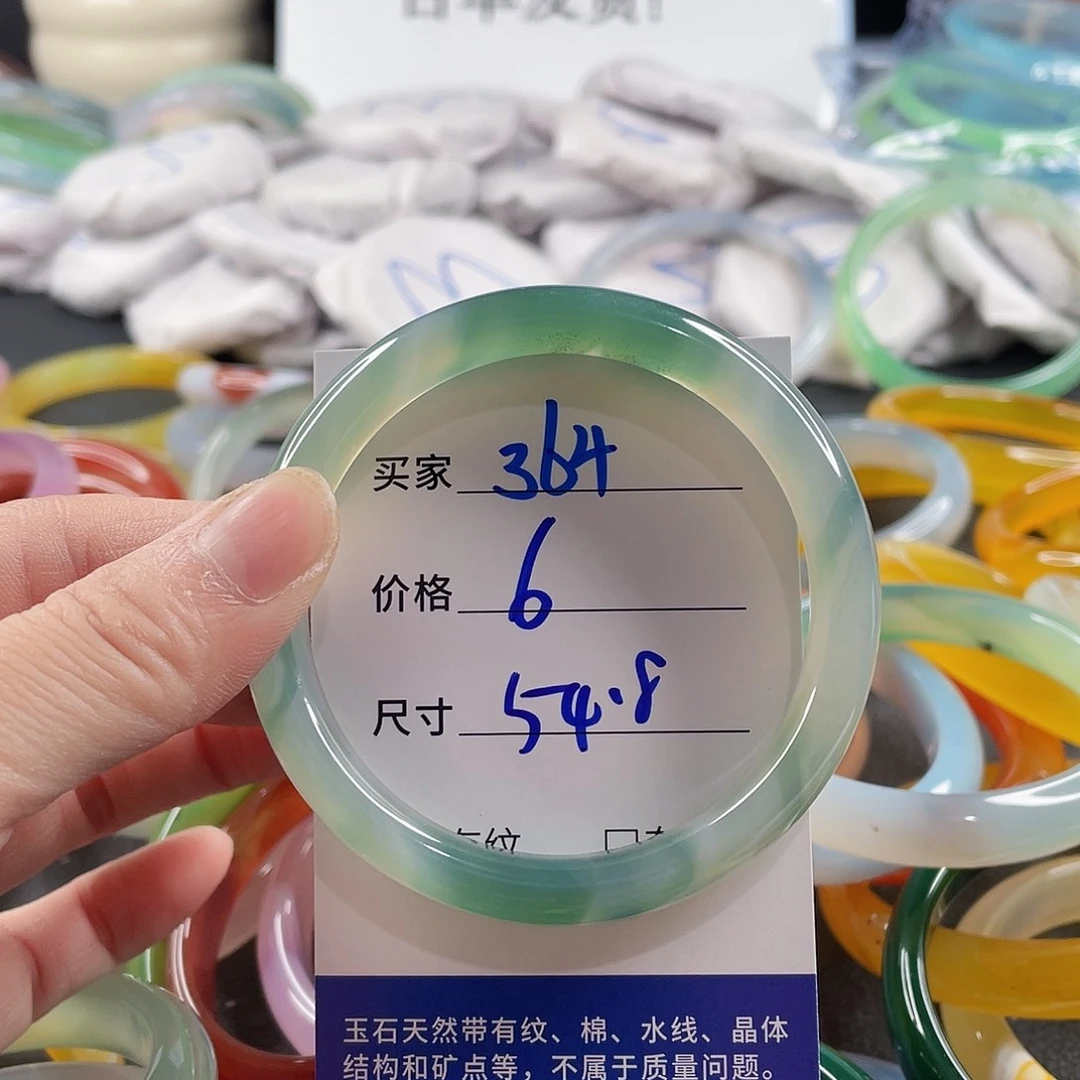 买家 364
价格 6
尺寸 54.8
玉石天然带有纹、棉、水线、晶体
结构和矿点等，不属于质量问题。